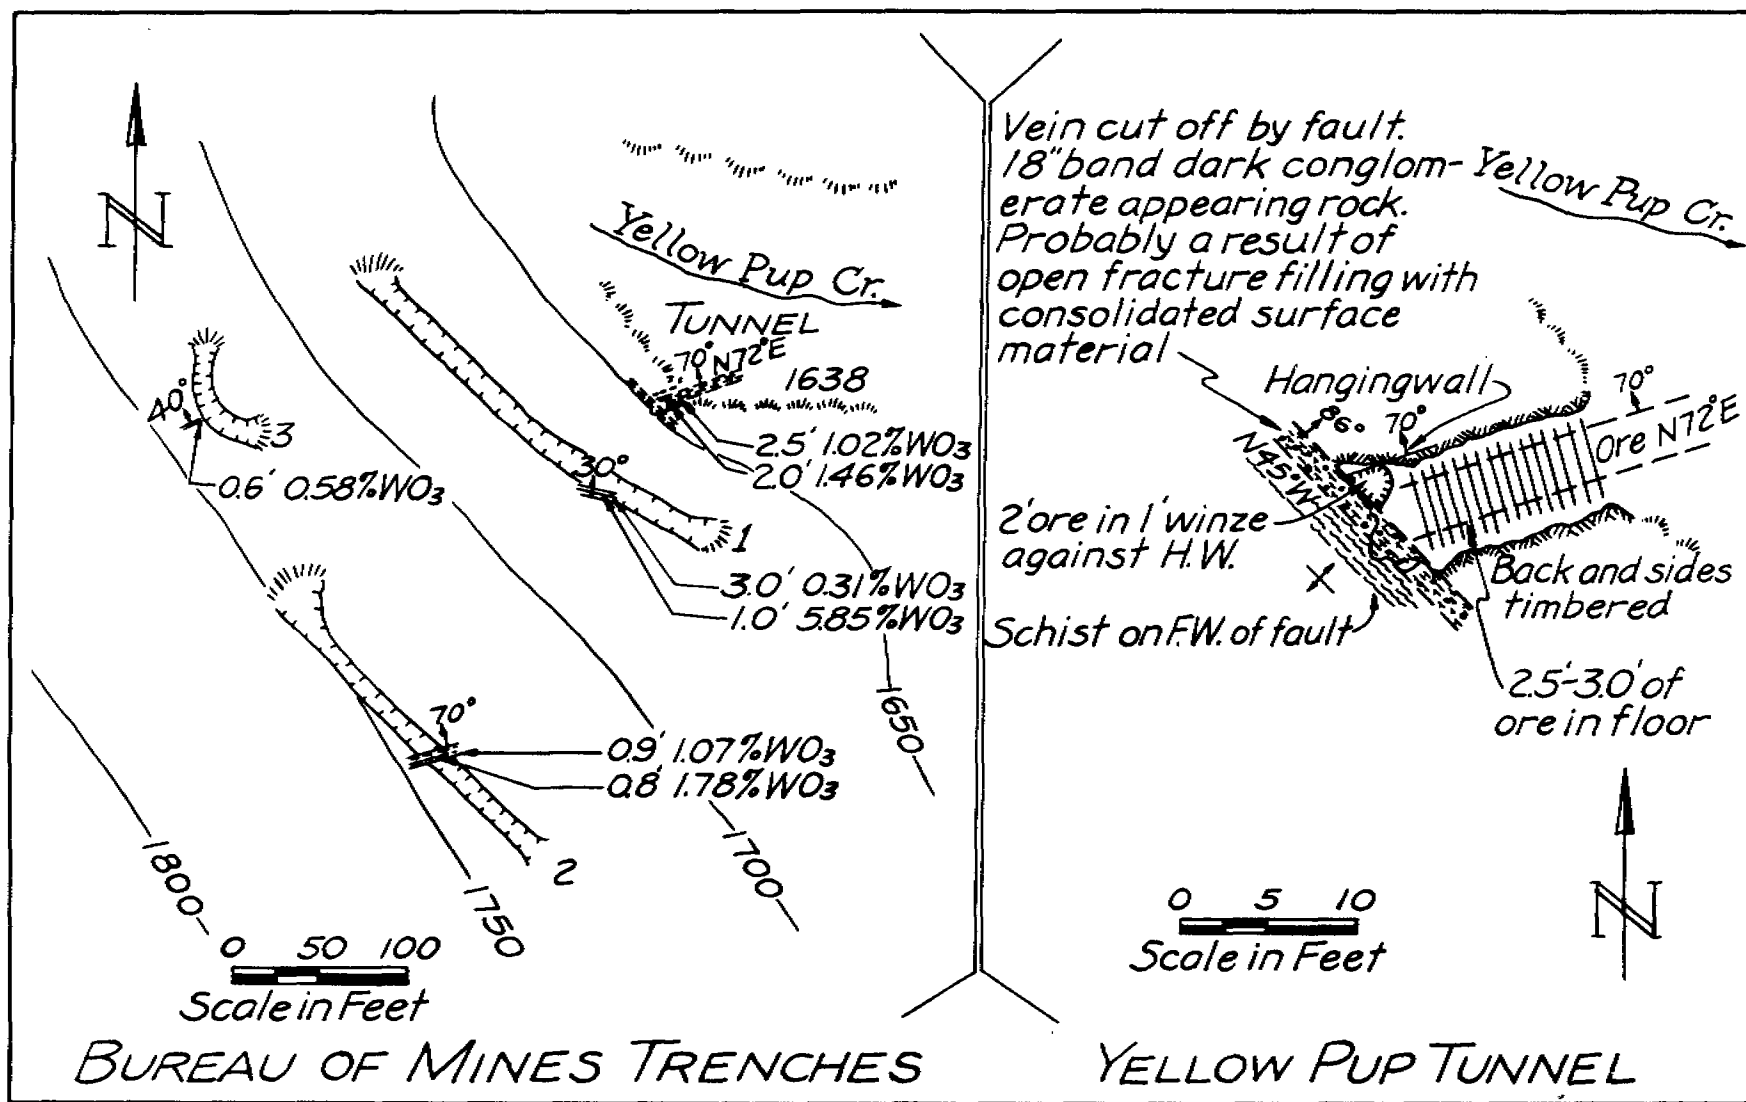 N
Yellow Pup Cr.
TUNNEL
70° N72°E
1638
2.5' 1.02% WO3
2.0' 1.46% WO3
40°
3
0.6' 0.58% WO3
30°
1
3.0' 0.31% WO3
1.0' 5.85% WO3
70°
0.9' 1.07% WO3
0.8' 1.78% WO3
2
1650
1700
1750
1800
0 50 100
Scale in Feet
BUREAU OF MINES TRENCHES
Vein cut off by fault.
18" band dark conglom-
erate appearing rock.
Probably a result of
open fracture filling with
consolidated surface
material
Yellow Pup Cr.
Hangingwall
86°
70°
70°
Ore N72°E
N45°W
2' ore in 1' winze
against H.W.
Back and sides
timbered
Schist on F.W. of fault
2.5'-3.0' of
ore in floor
0 5 10
Scale in Feet
N
YELLOW PUP TUNNEL